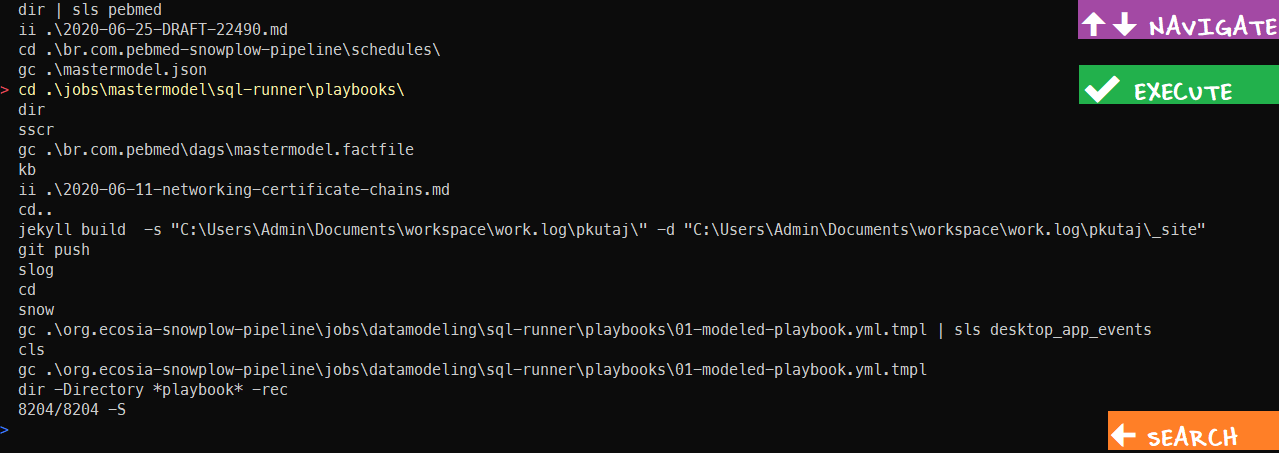 dir | sls pebmed
ii .\2020-06-25-DRAFT-22490.md
NAVIGATE
cd .\br.com.pebmed-snowplow-pipeline\schedules\
gc .\mastermodel.json
> cd .\jobs\mastermodel\sql-runner\playbooks\
EXECUTE
dir
sscr
gc .\br.com.pebmed\dags\mastermodel.factfile
kb
ii .\2020-06-11-networking-certificate-chains.md
cd..
jekyll build  -s "C:\Users\Admin\Documents\workspace\work.log\pkutaj\" -d "C:\Users\Admin\Documents\workspace\work.log\pkutaj\_site"
git push
slog
cd
snow
gc .\org.ecosia-snowplow-pipeline\jobs\datamodeling\sql-runner\playbooks\01-modeled-playbook.yml.tmpl | sls desktop_app_events
cls
gc .\org.ecosia-snowplow-pipeline\jobs\datamodeling\sql-runner\playbooks\01-modeled-playbook.yml.tmpl
dir -Directory *playbook* -rec
8204/8204 -S
>
SEARCH